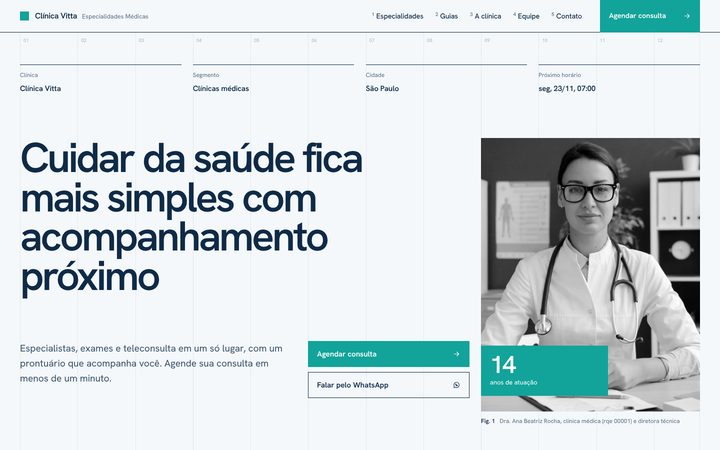 Clínica Vitta Especialidades Médicas
1 Especialidades 2 Guias 3 A clínica 4 Equipe 5 Contato
Agendar consulta →
01 02 03 04 05 06 07 08 09 10 11 12
Clínica
Clínica Vitta
Segmento
Clínicas médicas
Cidade
São Paulo
Próximo horário
seg, 23/11, 07:00
Cuidar da saúde fica
mais simples com
acompanhamento
próximo
Especialistas, exames e teleconsulta em um só lugar, com um
prontuário que acompanha você. Agende sua consulta em
menos de um minuto.
Agendar consulta →
Falar pelo WhatsApp
14
anos de atuação
Fig. 1 Dra. Ana Beatriz Rocha, clínica médica (rqe 00001) e diretora técnica